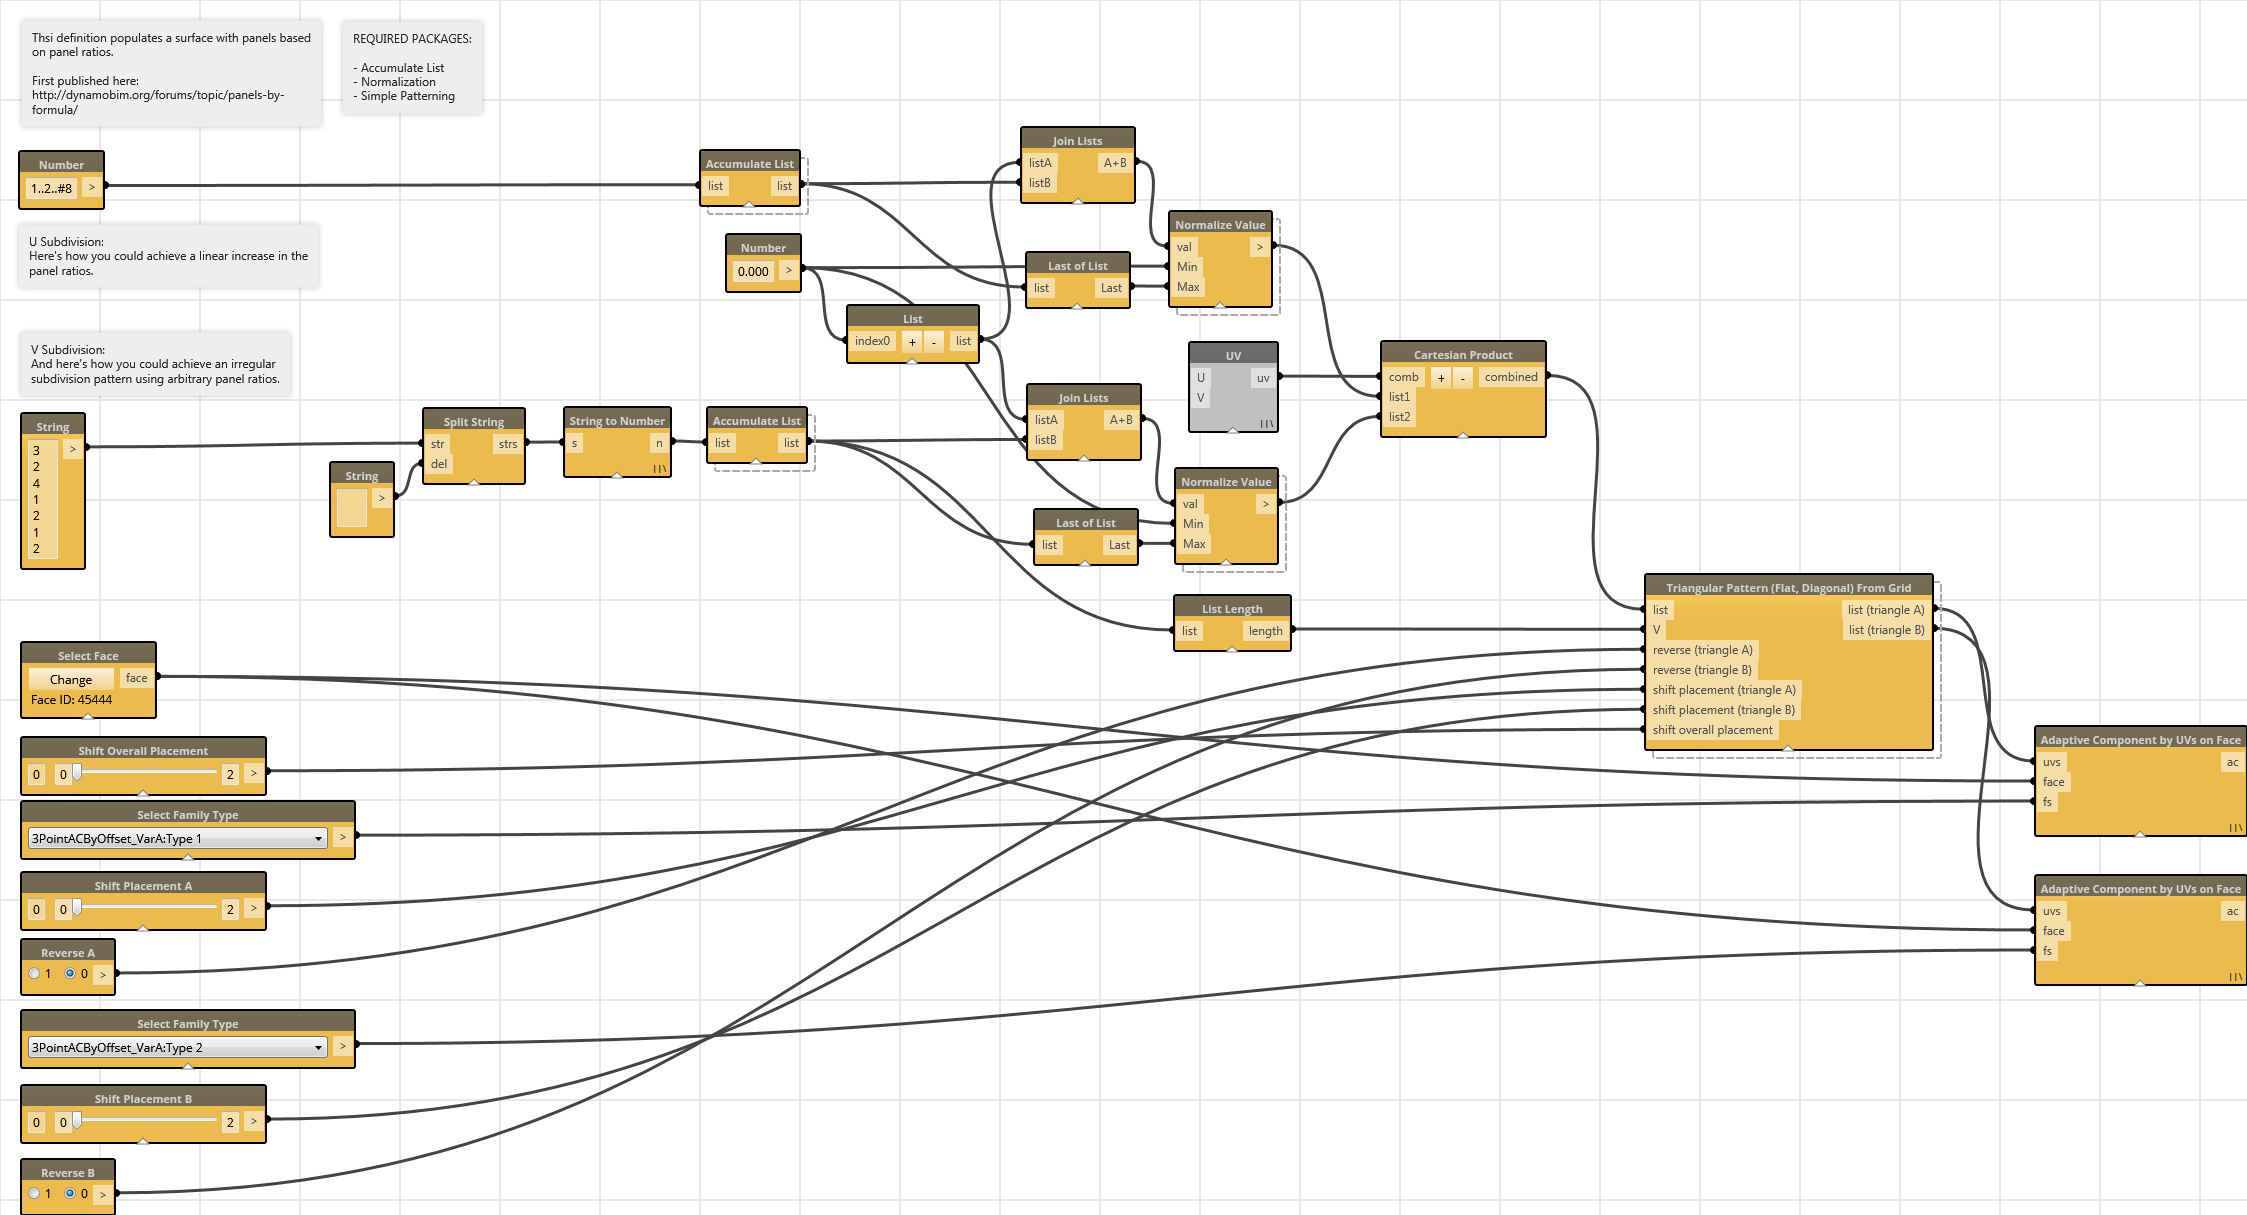 Thsi definition populates a surface with panels based
on panel ratios.
First published here:
http://dynamobim.org/forums/topic/panels-by-
formula/
REQUIRED PACKAGES:
- Accumulate List
- Normalization
- Simple Patterning
Number
1..2..#8 >
U Subdivision:
Here's how you could achieve a linear increase in the
panel ratios.
V Subdivision:
And here's how you could achieve an irregular
subdivision pattern using arbitrary panel ratios.
String
3 >
2
4
1
2
1
2
String
>
Split String
str strs
del
String to Number
s n
Accumulate List
list list
Number
0.000 >
List
index0 + - list
Accumulate List
list list
Join Lists
listA A+B
listB
Last of List
list Last
Normalize Value
val >
Min
Max
Join Lists
listA A+B
listB
Last of List
list Last
Normalize Value
val >
Min
Max
UV
U uv
V
Cartesian Product
comb + - combined
list1
list2
List Length
list length
Triangular Pattern (Flat, Diagonal) From Grid
list list (triangle A)
V list (triangle B)
reverse (triangle A)
reverse (triangle B)
shift placement (triangle A)
shift placement (triangle B)
shift overall placement
Adaptive Component by UVs on Face
uvs ac
face
fs
Adaptive Component by UVs on Face
uvs ac
face
fs
Select Face
Change face
Face ID: 45444
Shift Overall Placement
0 0 2 >
Select Family Type
3PointACByOffset_VarA:Type 1 >
Shift Placement A
0 0 2 >
Reverse A
1 0 >
Select Family Type
3PointACByOffset_VarA:Type 2 >
Shift Placement B
0 0 2 >
Reverse B
1 0 >